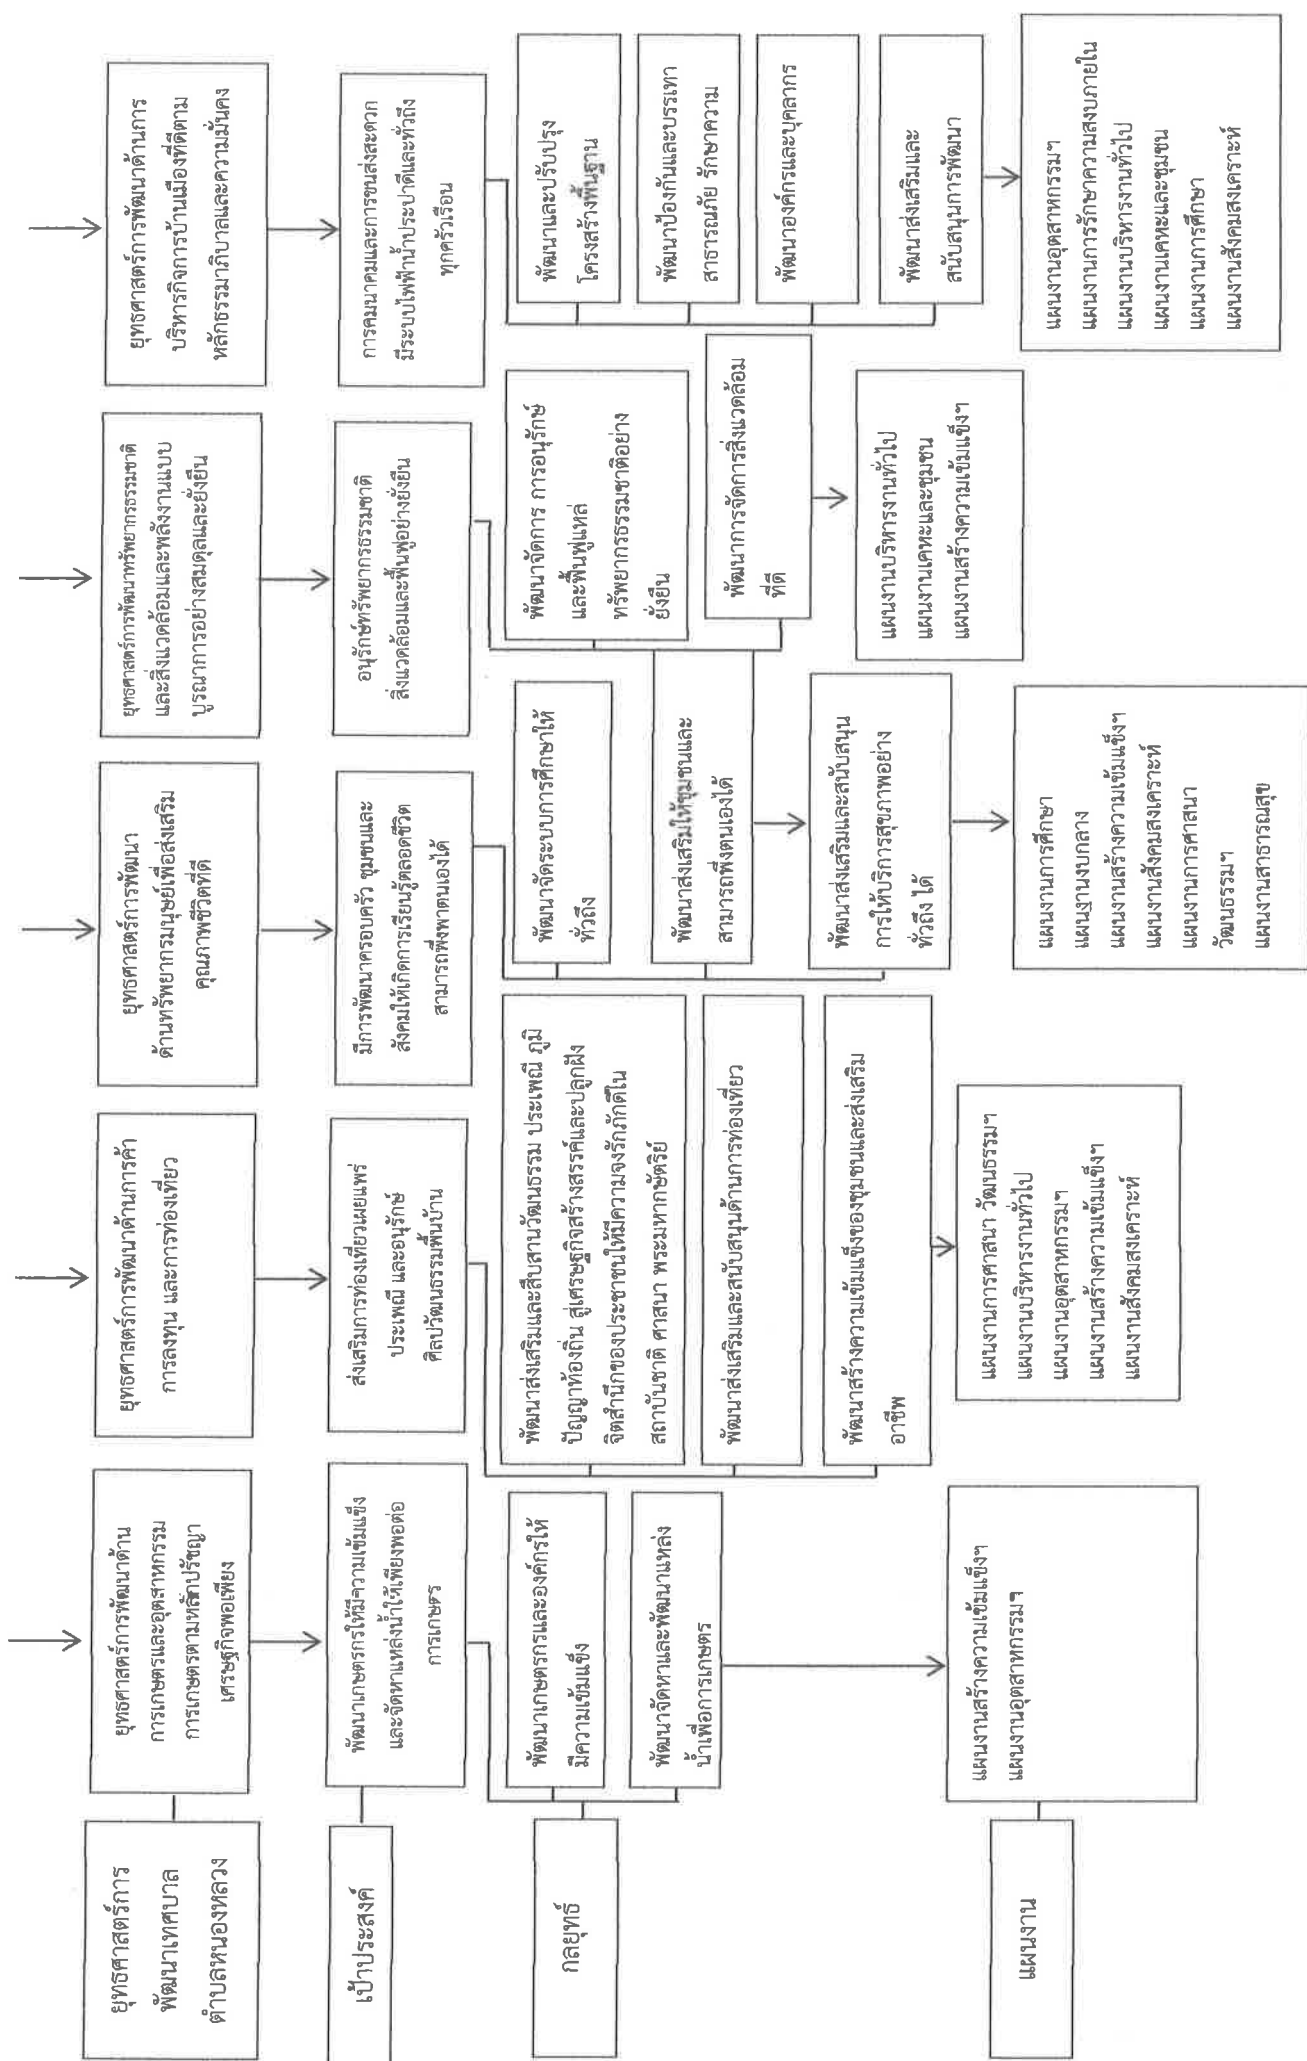 ยุทธศาสตร์การ
พัฒนาเทศบาล
ตำบลหนองหลวง
ยุทธศาสตร์การพัฒนาด้าน
การเกษตรและอุตสาหกรรม
การเกษตรตามหลักปรัชญา
เศรษฐกิจพอเพียง
ยุทธศาสตร์การพัฒนาด้านการค้า
การลงทุน และการท่องเที่ยว
ยุทธศาสตร์การพัฒนา
ด้านทรัพยากรมนุษย์เพื่อส่งเสริม
คุณภาพชีวิตที่ดี
ยุทธศาสตร์การพัฒนาทรัพยากรธรรมชาติ
และสิ่งแวดล้อมและพลังงานแบบ
บูรณาการอย่างสมดุลและยั่งยืน
ยุทธศาสตร์การพัฒนาด้านการ
บริหารกิจการบ้านเมืองที่ดีตาม
หลักธรรมาภิบาลและความมั่นคง
เป้าประสงค์
พัฒนาเกษตรกรให้มีความเข้มแข็ง
และจัดหาแหล่งน้ำให้เพียงพอต่อ
การเกษตร
ส่งเสริมการท่องเที่ยวเผยแพร่
ประเพณี และอนุรักษ์
ศิลปวัฒนธรรมพื้นบ้าน
มีการพัฒนาครอบครัว ชุมชนและ
สังคมให้เกิดการเรียนรู้ตลอดชีวิต
สามารถพึ่งพาตนเองได้
อนุรักษ์ทรัพยากรธรรมชาติ
สิ่งแวดล้อมและฟื้นฟูอย่างยั่งยืน
การคมนาคมและการขนส่งสะดวก
มีระบบไฟฟ้าน้ำประปาดีและทั่วถึง
ทุกครัวเรือน
กลยุทธ์
พัฒนาเกษตรกรและองค์กรให้
มีความเข้มแข็ง
พัฒนาจัดหาและพัฒนาแหล่ง
น้ำเพื่อการเกษตร
พัฒนาส่งเสริมและสืบสานวัฒนธรรม ประเพณี ภูมิ
ปัญญาท้องถิ่น สู่เศรษฐกิจสร้างสรรค์และปลูกฝัง
จิตสำนึกของประชาชนให้มีความจงรักภักดีใน
สถาบันชาติ ศาสนา พระมหากษัตริย์
พัฒนาส่งเสริมและสนับสนุนด้านการท่องเที่ยว
พัฒนาสร้างความเข้มแข็งของชุมชนและส่งเสริม
อาชีพ
พัฒนาจัดระบบการศึกษาให้
ทั่วถึง
พัฒนาส่งเสริมให้ชุมชนและ
สามารถพึ่งตนเองได้
พัฒนาส่งเสริมและสนับสนุน
การให้บริการสุขภาพอย่าง
ทั่วถึง ได้
พัฒนาจัดการ การอนุรักษ์
และฟื้นฟูแหล่
ทรัพยากรธรรมชาติอย่าง
ยั่งยืน
พัฒนาการจัดการสิ่งแวดล้อม
ที่ดี
พัฒนาและปรับปรุง
โครงสร้างพื้นฐาน
พัฒนาป้องกันและบรรเทา
สาธารณภัย รักษาความ
พัฒนาองค์กรและบุคลากร
พัฒนาส่งเสริมและ
สนับสนุนการพัฒนา
แผนงาน
แผนงานสร้างความเข้มแข็งฯ
แผนงานอุตสาหกรรมฯ
แผนงานการศาสนา วัฒนธรรมฯ
แผนงานบริหารงานทั่วไป
แผนงานอุตสาหกรรมฯ
แผนงานสร้างความเข้มแข็งฯ
แผนงานสังคมสงเคราะห์
แผนงานการศึกษา
แผนงานงบกลาง
แผนงานสร้างความเข้มแข็งฯ
แผนงานสังคมสงเคราะห์
แผนงานการศาสนา
วัฒนธรรมฯ
แผนงานสาธารณสุข
แผนงานบริหารงานทั่วไป
แผนงานเคหะและชุมชน
แผนงานสร้างความเข้มแข็งฯ
แผนงานอุตสาหกรรมฯ
แผนงานการรักษาความสงบภายใน
แผนงานบริหารงานทั่วไป
แผนงานเคหะและชุมชน
แผนงานการศึกษา
แผนงานสังคมสงเคราะห์